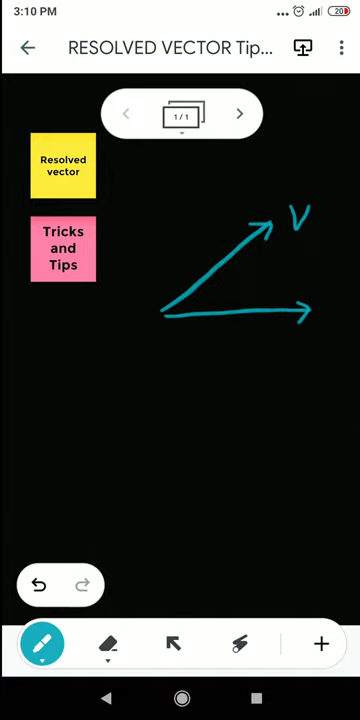 3:10 PM
20
RESOLVED VECTOR Tip...
1/1
Resolved
vector
Tricks
and
Tips
V